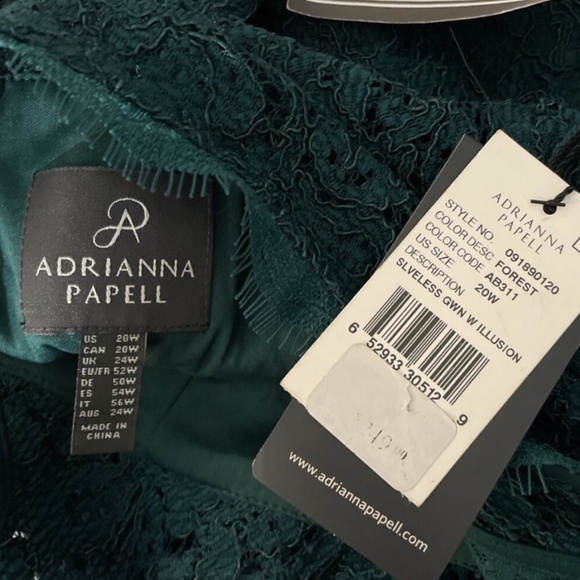 ADRIANNA
PAPELL
US 20W
CAN 20W
UK 24W
EU/FR 52W
DE 50W
ES 54W
IT 56W
AUS 24W
MADE IN
CHINA
ADRIANNA
PAPELL
STYLE NO. 091890120
COLOR DESC FOREST
COLOR CODE AB311
US SIZE 20W
DESCRIPTION
SLVELESS GWN W ILLUSION
6 52933 30512 9
www.adriannapapell.com